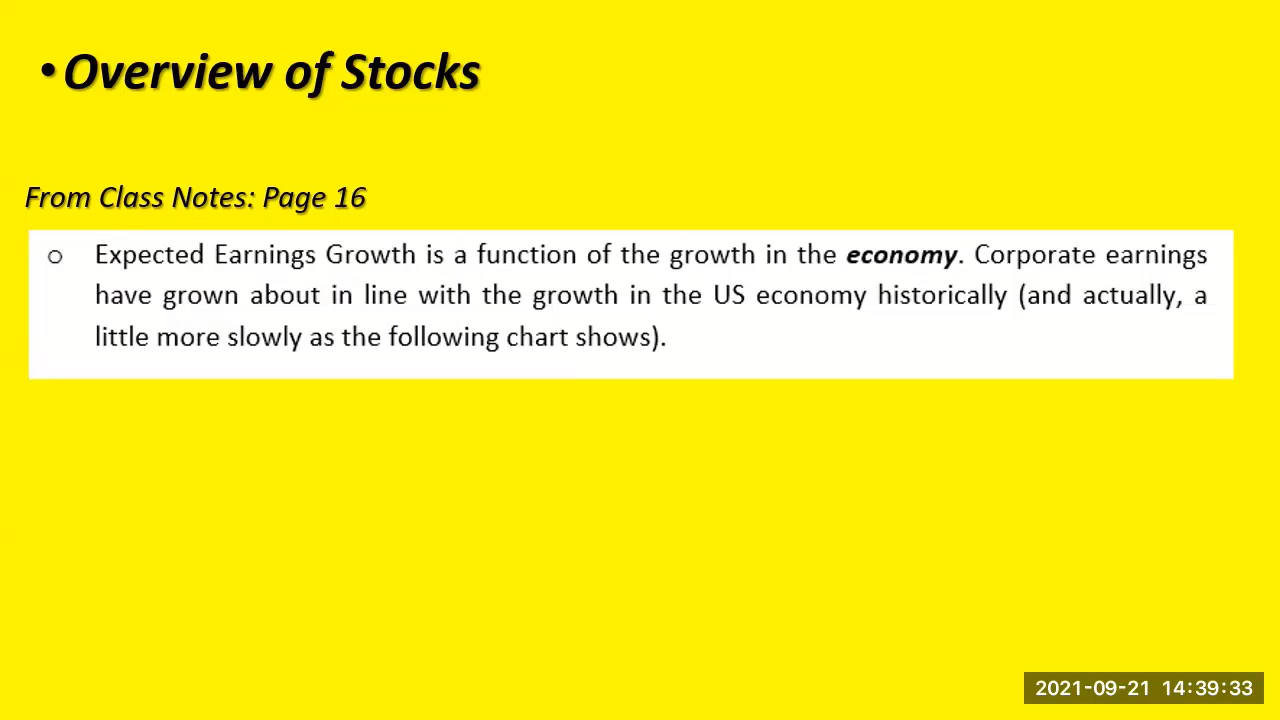 •Overview of Stocks
From Class Notes: Page 16
o Expected Earnings Growth is a function of the growth in the economy. Corporate earnings
have grown about in line with the growth in the US economy historically (and actually, a
little more slowly as the following chart shows).
2021-09-21 14:39:33